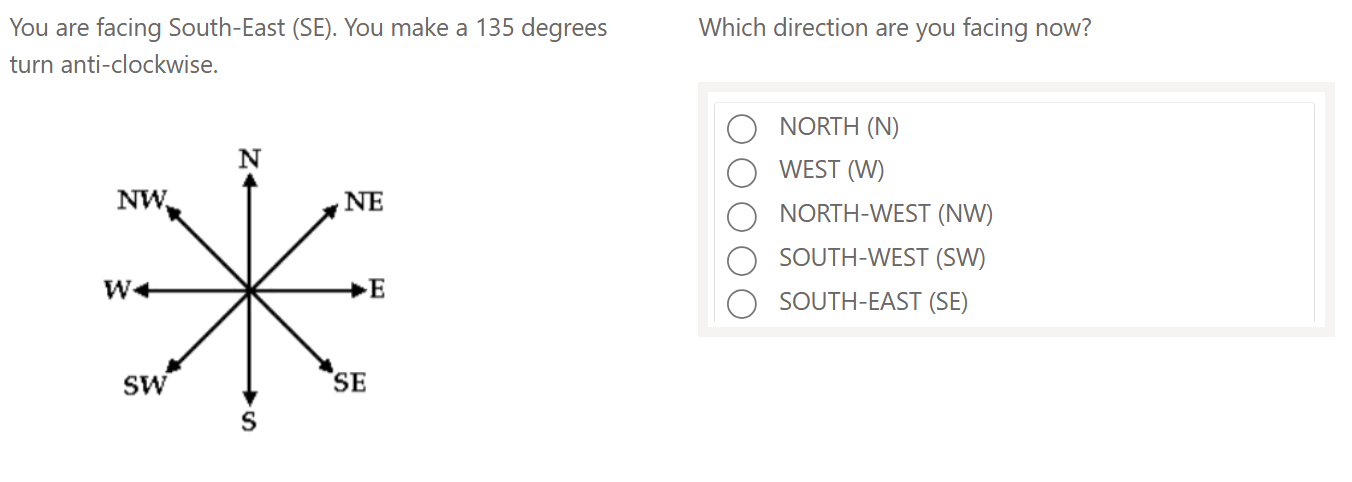 You are facing South-East (SE). You make a 135 degrees
turn anti-clockwise.
N
NW
NE
W
E
SW
SE
S
Which direction are you facing now?
NORTH (N)
WEST (W)
NORTH-WEST (NW)
SOUTH-WEST (SW)
SOUTH-EAST (SE)